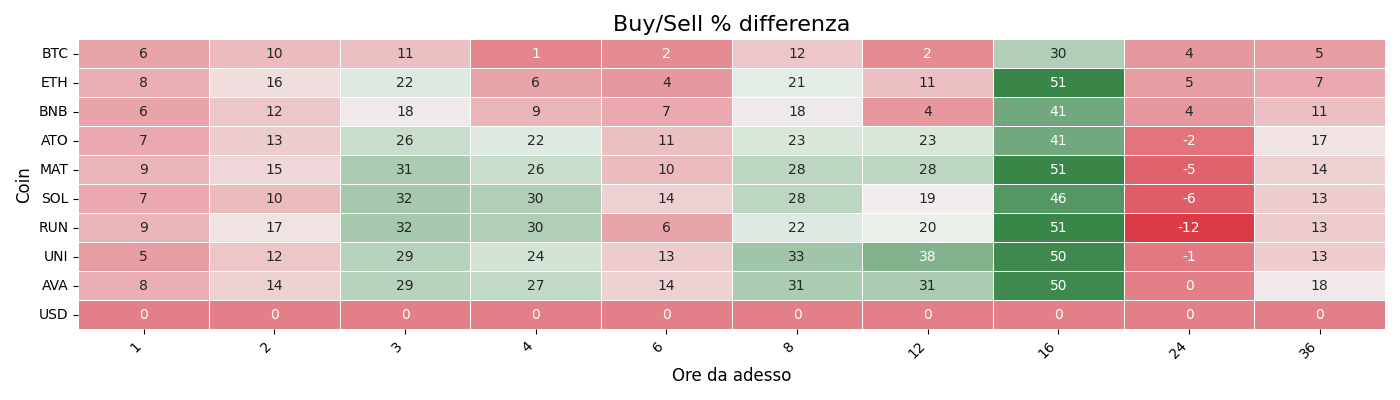 Buy/Sell % differenza
Coin
BTC 6 10 11 1 2 12 2 30 4 5
ETH 8 16 22 6 4 21 11 51 5 7
BNB 6 12 18 9 7 18 4 41 4 11
ATO 7 13 26 22 11 23 23 41 -2 17
MAT 9 15 31 26 10 28 28 51 -5 14
SOL 7 10 32 30 14 28 19 46 -6 13
RUN 9 17 32 30 6 22 20 51 -12 13
UNI 5 12 29 24 13 33 38 50 -1 13
AVA 8 14 29 27 14 31 31 50 0 18
USD 0 0 0 0 0 0 0 0 0 0
1 2 3 4 6 8 12 16 24 36
Ore da adesso